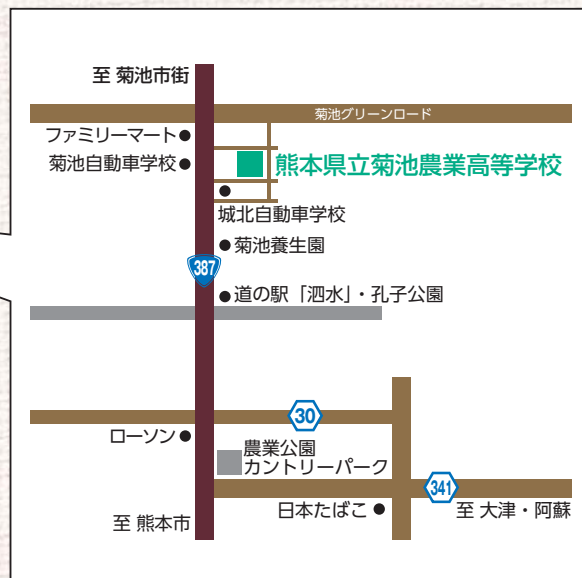 至 菊池市街
菊池グリーンロード
ファミリーマート
菊池自動車学校
熊本県立菊池農業高等学校
城北自動車学校
菊池養生園
387
道の駅「泗水」・孔子公園
30
ローソン
農業公園
カントリーパーク
341
日本たばこ
至 大津・阿蘇
至 熊本市